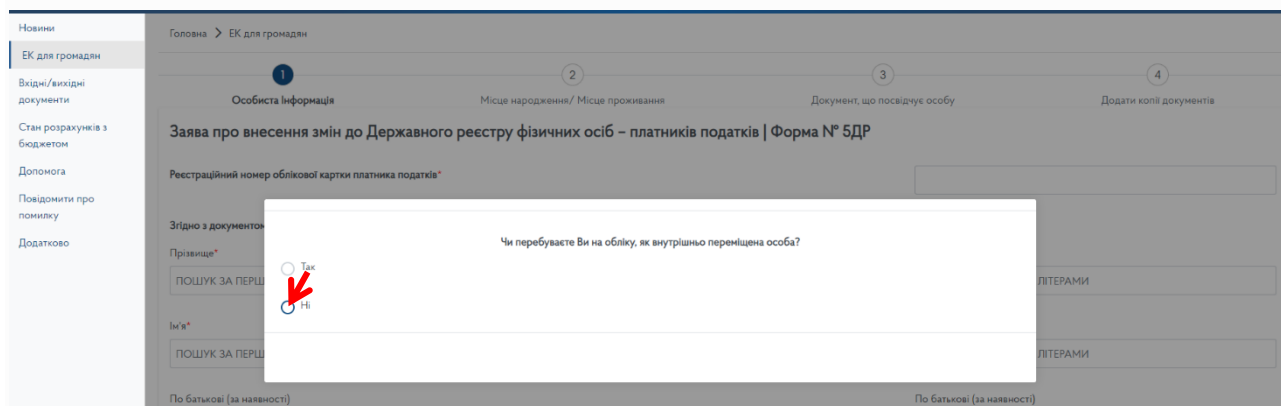 Новини
ЕК для громадян
Вхідні/вихідні
документи
Стан розрахунків з
бюджетом
Допомога
Повідомити про
помилку
Додатково
Головна > ЕК для громадян
1
2
3
4
Особиста Інформація
Місце народження/ Місце проживання
Документ, що посвідчує особу
Додати копії документів
Заява про внесення змін до Державного реєстру фізичних осіб – платників податків | Форма № 5ДР
Реєстраційний номер облікової картки платника податків*
Згідно з документом
Прізвище*
ПОШУК ЗА ПЕРШ
ЛІТЕРАМИ
Чи перебуваєте Ви на обліку, як внутрішньо переміщена особа?
Так
Ні
Ім'я*
ПОШУК ЗА ПЕРШ
ЛІТЕРАМИ
По батькові (за наявності)
По батькові (за наявності)